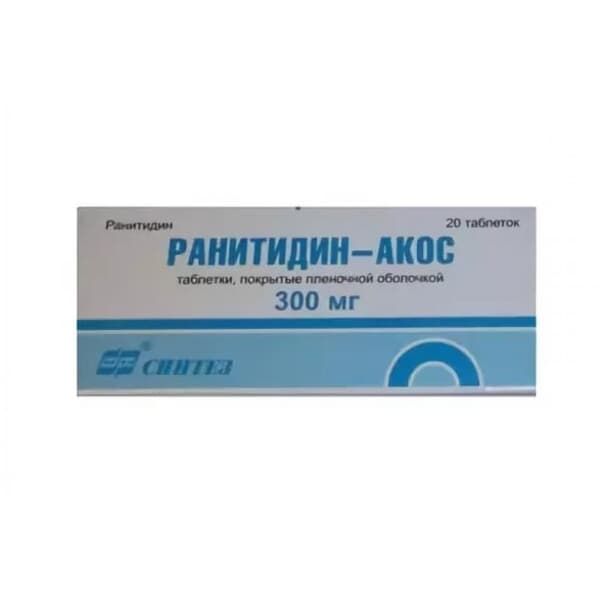 Ранитидин
20 таблеток
РАНИТИДИН-АКОС
таблетки, покрытые пленочной оболочкой
300 мг
® СИНТЕЗ